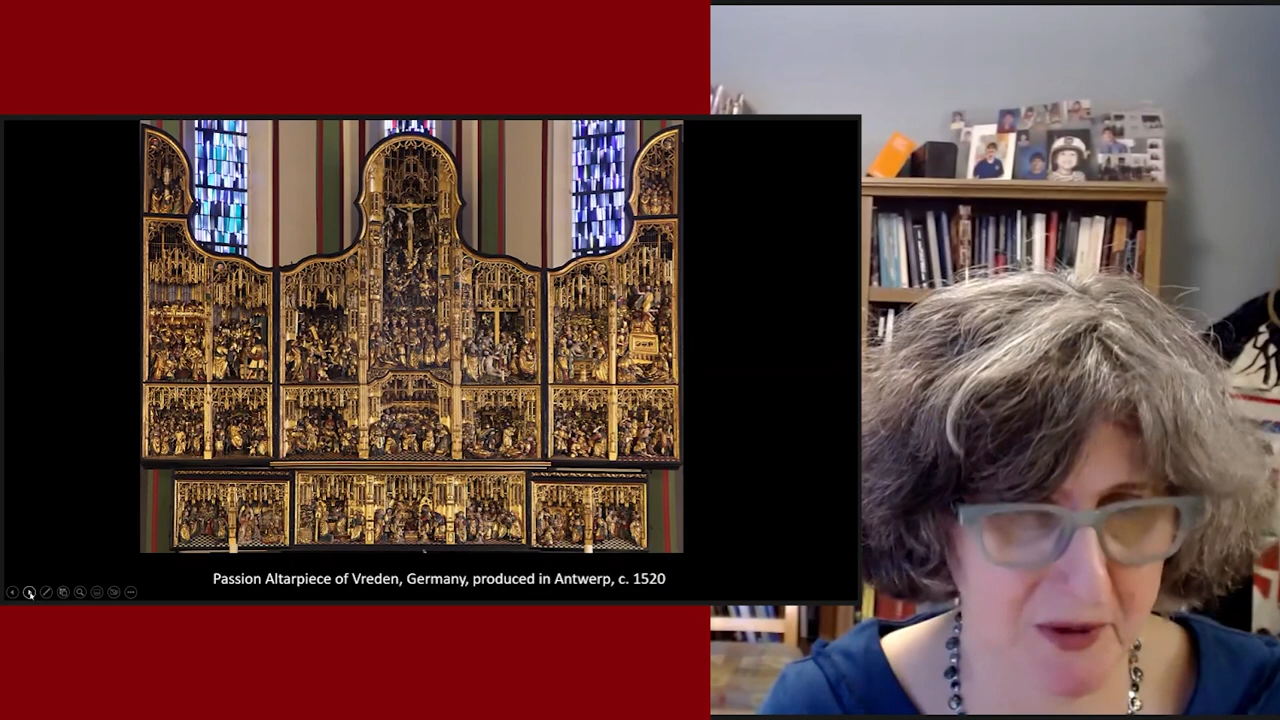 Passion Altarpiece of Vreden, Germany, produced in Antwerp, c. 1520